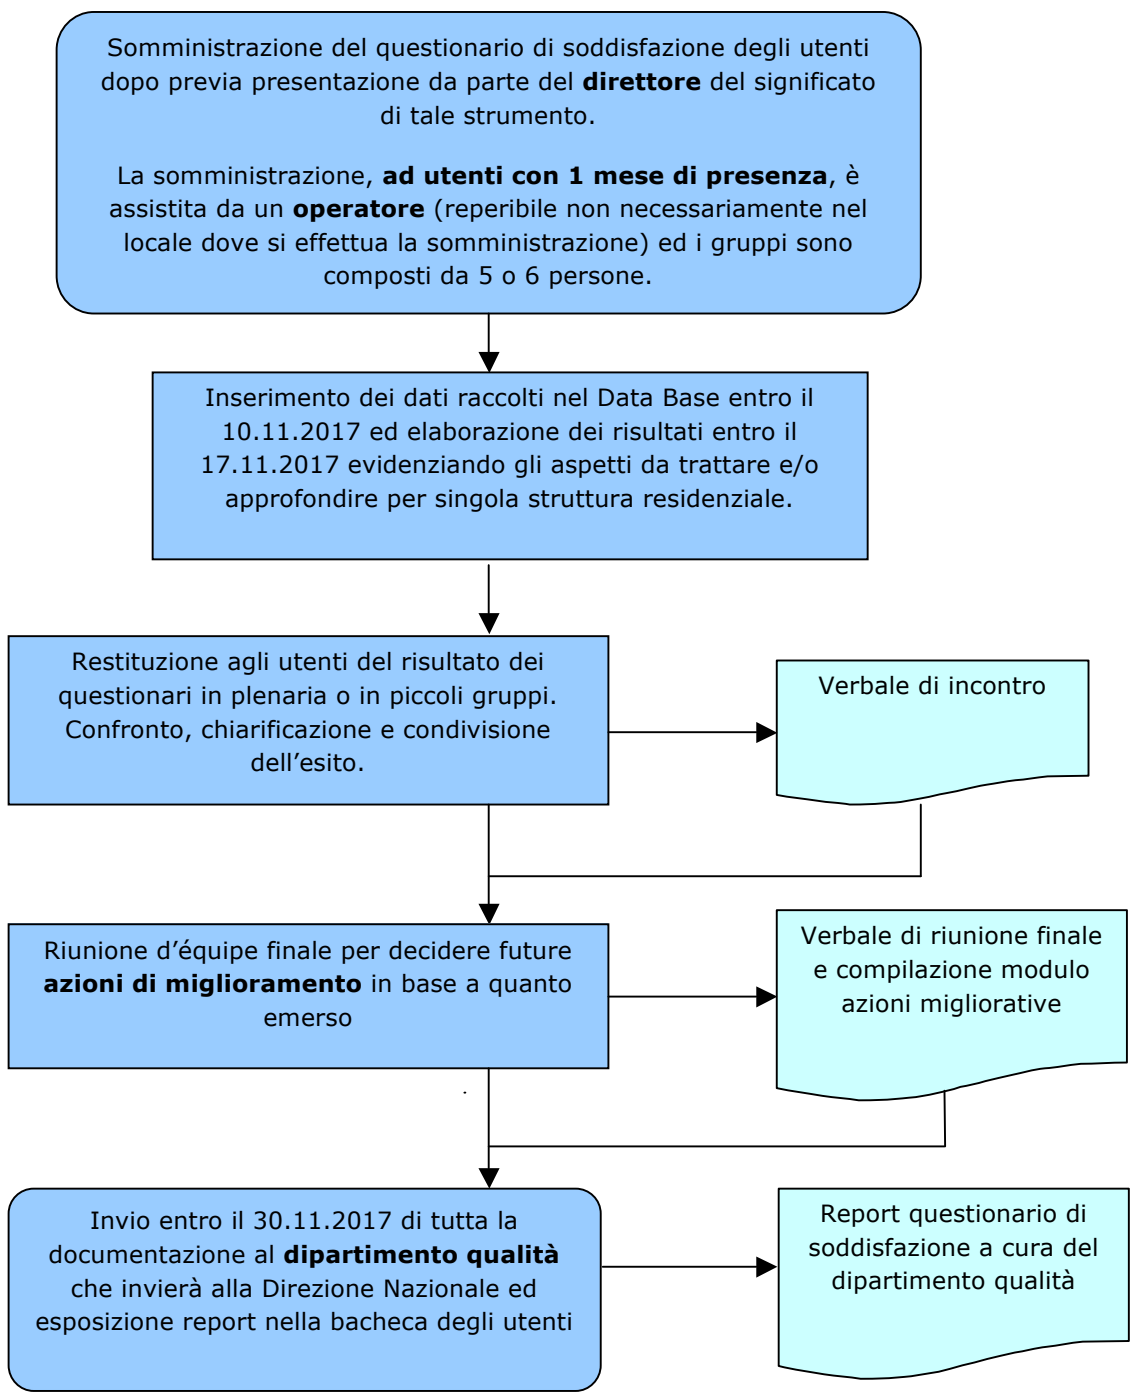 Somministrazione del questionario di soddisfazione degli utenti
dopo previa presentazione da parte del direttore del significato
di tale strumento.
La somministrazione, ad utenti con 1 mese di presenza, è
assistita da un operatore (reperibile non necessariamente nel
locale dove si effettua la somministrazione) ed i gruppi sono
composti da 5 o 6 persone.
Inserimento dei dati raccolti nel Data Base entro il
10.11.2017 ed elaborazione dei risultati entro il
17.11.2017 evidenziando gli aspetti da trattare e/o
approfondire per singola struttura residenziale.
Restituzione agli utenti del risultato dei
questionari in plenaria o in piccoli gruppi.
Confronto, chiarificazione e condivisione
dell’esito.
Verbale di incontro
Riunione d’équipe finale per decidere future
azioni di miglioramento in base a quanto
emerso
Verbale di riunione finale
e compilazione modulo
azioni migliorative
.
Invio entro il 30.11.2017 di tutta la
documentazione al dipartimento qualità
che invierà alla Direzione Nazionale ed
esposizione report nella bacheca degli utenti
Report questionario di
soddisfazione a cura del
dipartimento qualità